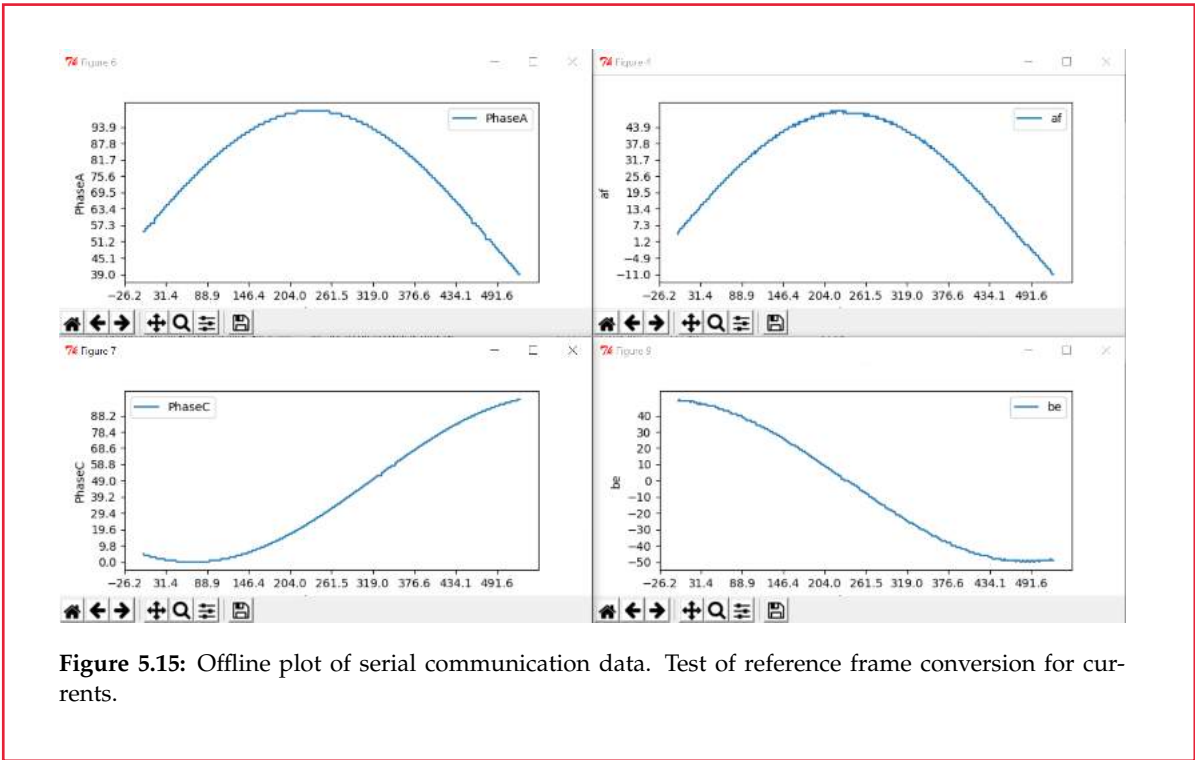 Figure 6
PhaseA
PhaseA
93.9
87.8
81.7
75.6
69.5
63.4
57.3
51.2
45.1
39.0
−26.2 31.4 88.9 146.4 204.0 261.5 319.0 376.6 434.1 491.6
af
af
43.9
37.8
31.7
25.6
19.5
13.4
7.3
1.2
−4.9
−11.0
−26.2 31.4 88.9 146.4 204.0 261.5 319.0 376.6 434.1 491.6
Figure 7
PhaseC
PhaseC
88.2
78.4
68.6
58.8
49.0
39.2
29.4
19.6
9.8
0.0
−26.2 31.4 88.9 146.4 204.0 261.5 319.0 376.6 434.1 491.6
Figure 9
be
be
40
30
20
10
0
−10
−20
−30
−40
−50
−26.2 31.4 88.9 146.4 204.0 261.5 319.0 376.6 434.1 491.6
Figure 5.15: Offline plot of serial communication data. Test of reference frame conversion for cur-
rents.